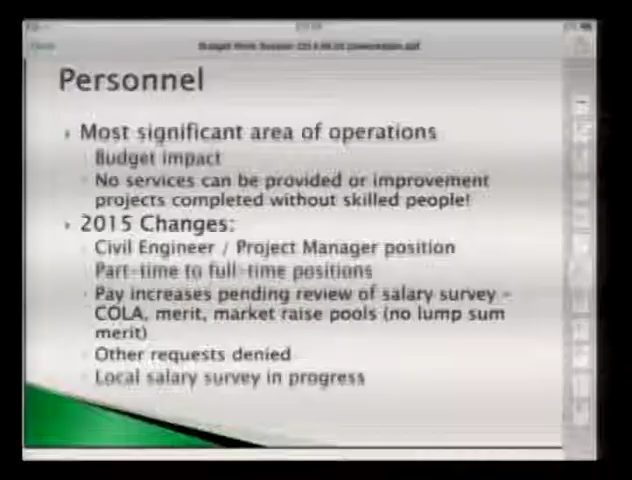 Personnel
Most significant area of operations
Budget impact
No services can be provided or improvement
projects completed without skilled people!
2015 Changes:
Civil Engineer / Project Manager position
Part-time to full-time positions
Pay increases pending review of salary survey -
COLA, merit, market raise pools (no lump sum
merit)
Other requests denied
Local salary survey in progress